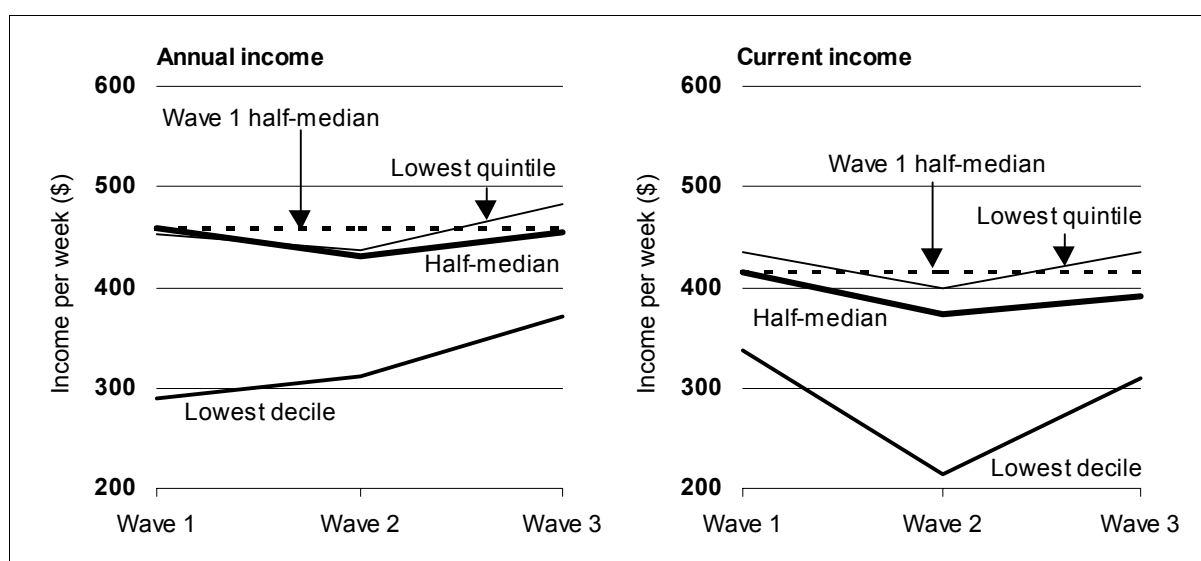 Annual income
600
Wave 1 half-median
Lowest quintile
500
Half-median
400
300
Lowest decile
200
Wave 1
Wave 2
Wave 3
Income per week ($)
Current income
600
Wave 1 half-median
500
Lowest quintile
400
Half-median
300
Lowest decile
200
Wave 1
Wave 2
Wave 3
Income per week ($)